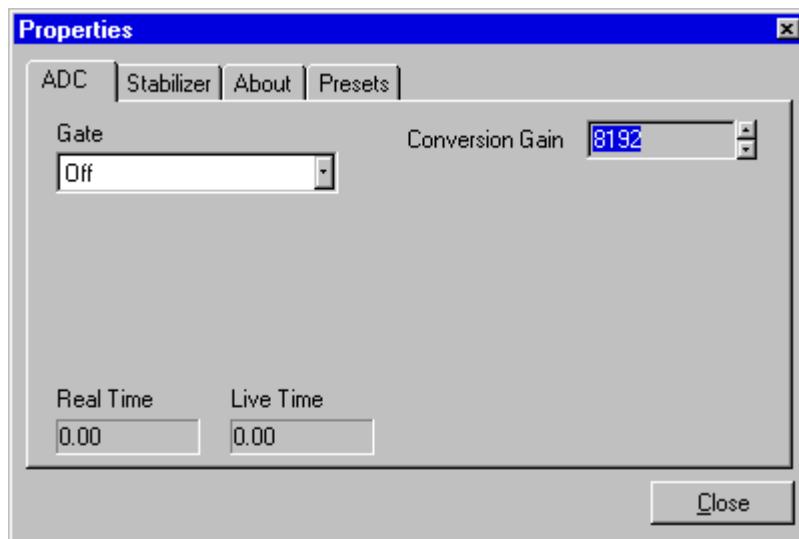 Properties
ADC Stabilizer About Presets
Gate
Conversion Gain 8192
Off
Real Time Live Time
0.00 0.00
Close